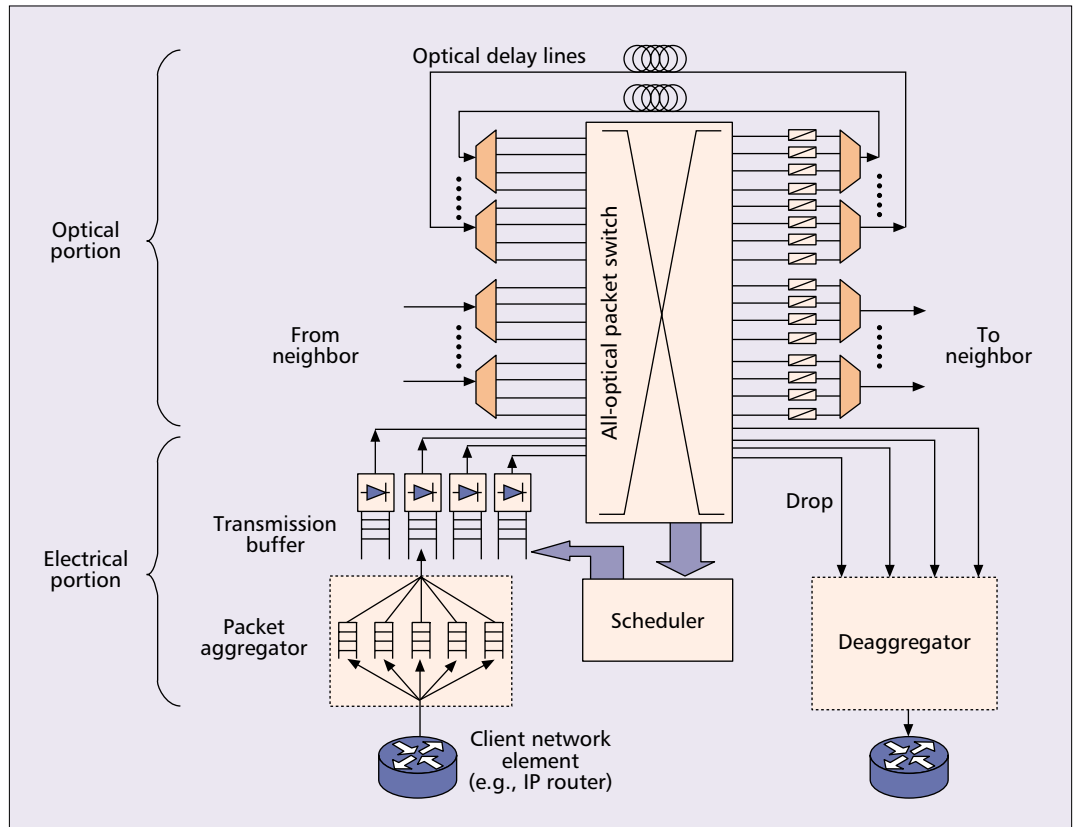 Optical delay lines
Optical
portion
All-optical packet switch
From
neighbor
To
neighbor
Drop
Transmission
buffer
Electrical
portion
Scheduler
Packet
aggregator
Deaggregator
Client network
element
(e.g., IP router)